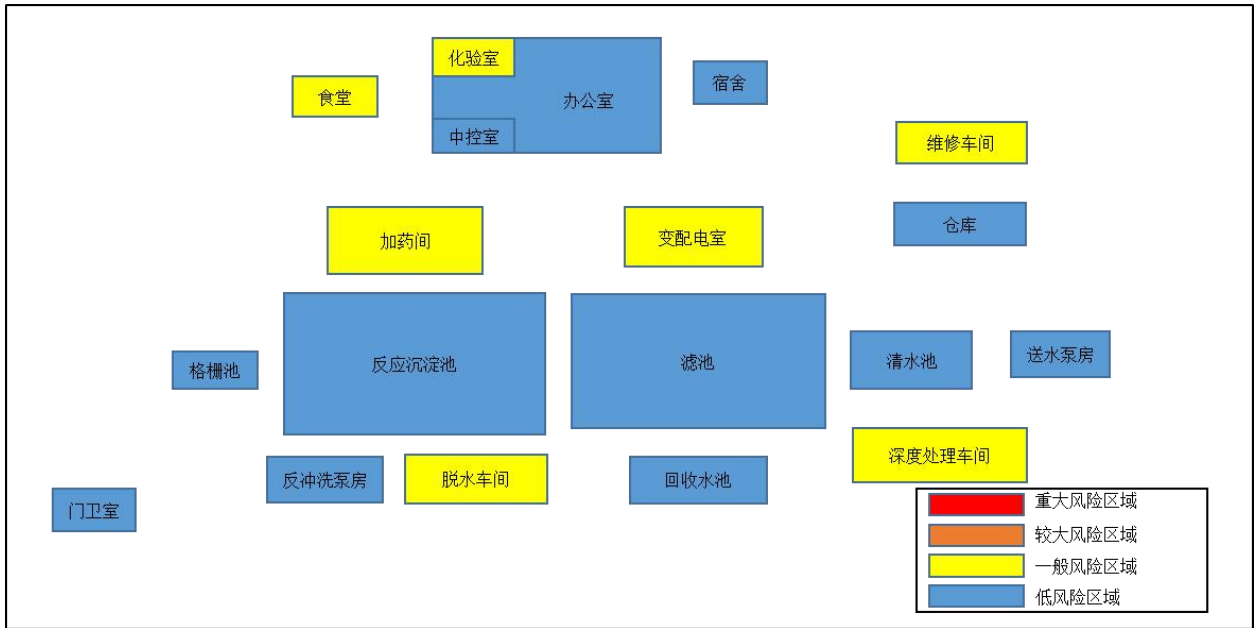 化验室
食堂
办公室
宿舍
中控室
维修车间
仓库
加药间
变配电室
格栅池
反应沉淀池
滤池
清水池
送水泵房
反冲洗泵房
脱水车间
回收水池
深度处理车间
门卫室
重大风险区域
较大风险区域
一般风险区域
低风险区域